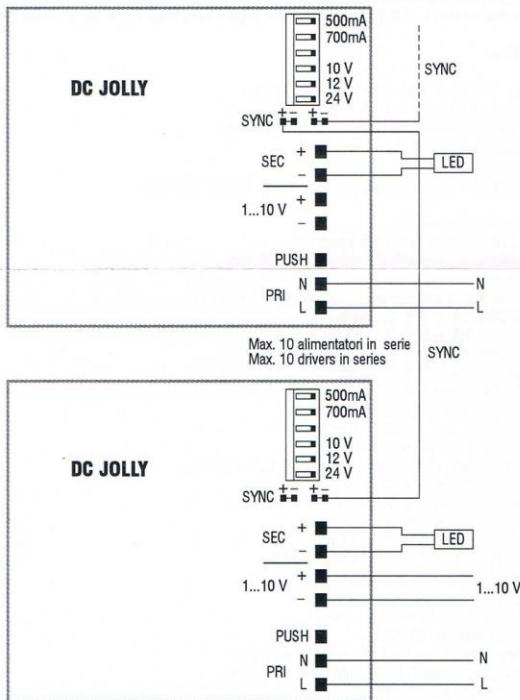 500mA
700mA
10 V
12 V
24 V
DC JOLLY
SYNC
+ - + -
SYNC
SEC
+
-
LED
1...10 V
+
-
PUSH
PRI
N
L
N
L
Max. 10 alimentatori in serie
Max. 10 drivers in series
SYNC
500mA
700mA
10 V
12 V
24 V
DC JOLLY
SYNC
+ - + -
SEC
+
-
LED
1...10 V
+
-
1...10 V
PUSH
PRI
N
L
N
L